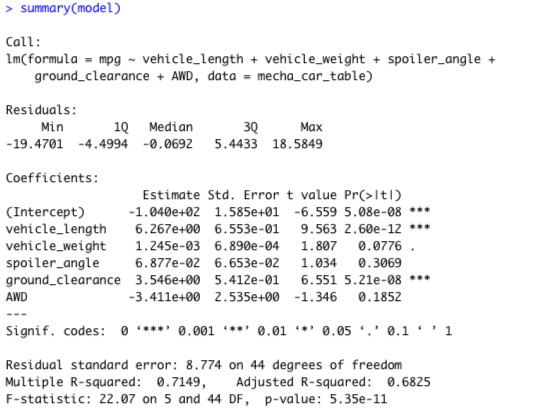 > summary(model)
Call:
lm(formula = mpg ~ vehicle_length + vehicle_weight + spoiler_angle +
    ground_clearance + AWD, data = mecha_car_table)
Residuals:
     Min       1Q   Median       3Q      Max
-19.4701  -4.4994  -0.0692   5.4433  18.5849
Coefficients:
                   Estimate Std. Error t value Pr(>|t|)
(Intercept)      -1.040e+02  1.585e+01  -6.559 5.08e-08 ***
vehicle_length    6.267e+00  6.553e-01   9.563 2.60e-12 ***
vehicle_weight    1.245e-03  6.890e-04   1.807   0.0776 .
spoiler_angle     6.877e-02  6.653e-02   1.034   0.3069
ground_clearance  3.546e+00  5.412e-01   6.551 5.21e-08 ***
AWD              -3.411e+00  2.535e+00  -1.346   0.1852
---
Signif. codes:  0 ‘***’ 0.001 ‘**’ 0.01 ‘*’ 0.05 ‘.’ 0.1 ‘ ’ 1
Residual standard error: 8.774 on 44 degrees of freedom
Multiple R-squared:  0.7149,    Adjusted R-squared:  0.6825
F-statistic: 22.07 on 5 and 44 DF,  p-value: 5.35e-11